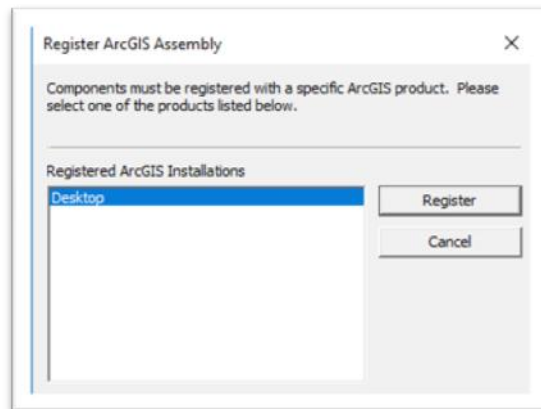 Register ArcGIS Assembly
Components must be registered with a specific ArcGIS product. Please
select one of the products listed below.
Registered ArcGIS Installations
Desktop
Register
Cancel